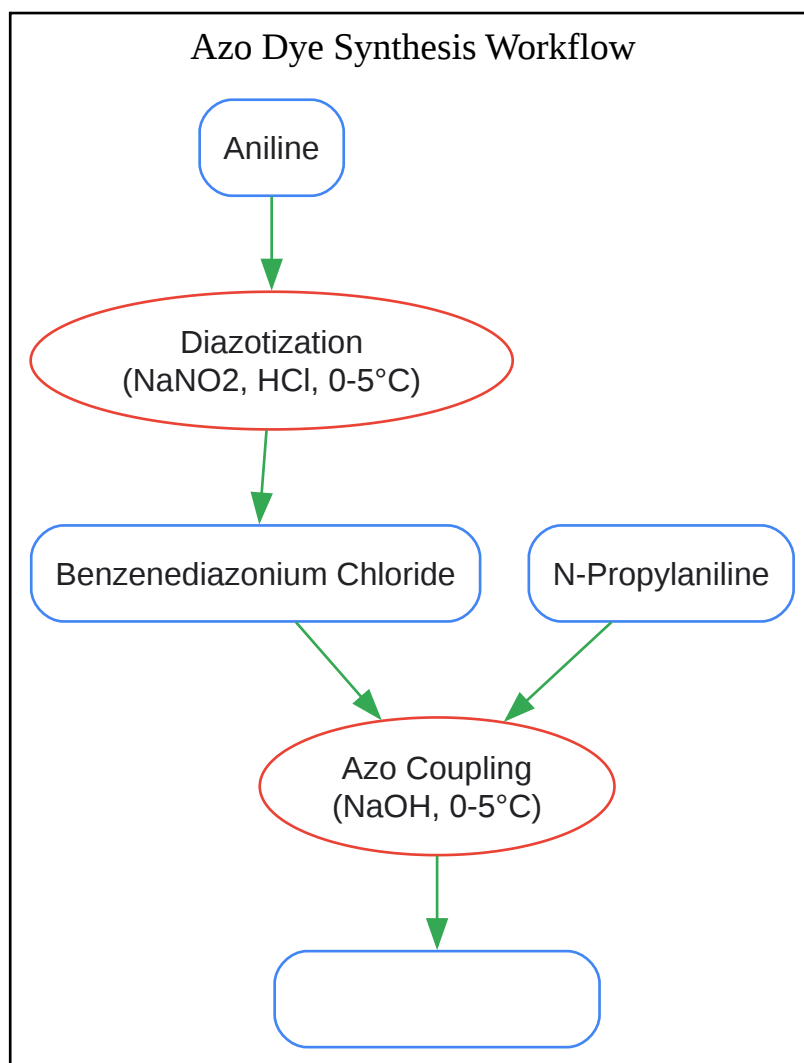 Azo Dye Synthesis Workflow
Aniline
Diazotization
(NaNO2, HCl, 0-5°C)
Benzenediazonium Chloride
N-Propylaniline
Azo Coupling
(NaOH, 0-5°C)